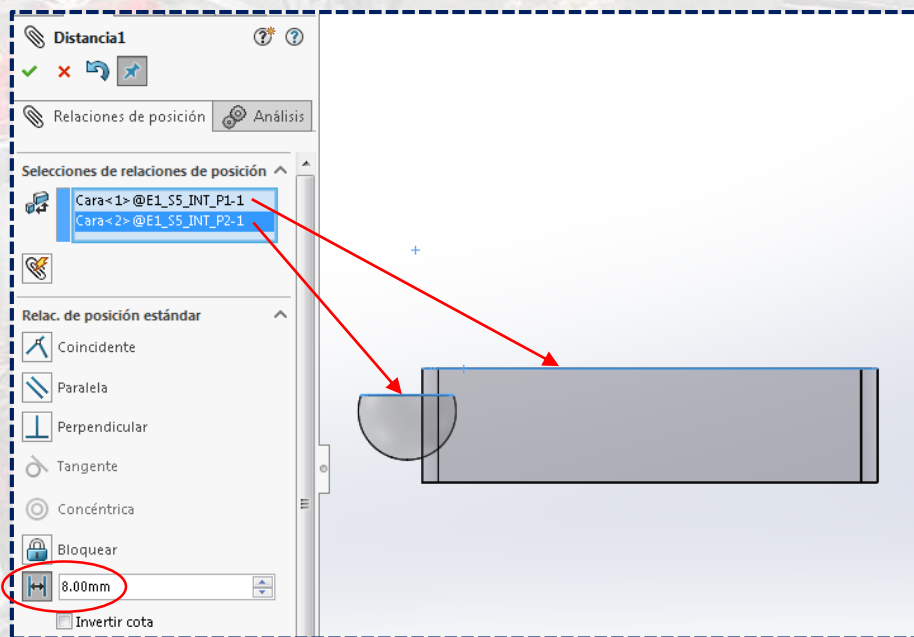 Distancia1
Relaciones de posición
Análisis
Selecciones de relaciones de posición
Cara<1>@E1_S5_INT_P1-1
Cara<2>@E1_S5_INT_P2-1
Relac. de posición estándar
Coincidente
Paralela
Perpendicular
Tangente
Concéntrica
Bloquear
8.00mm
Invertir cota